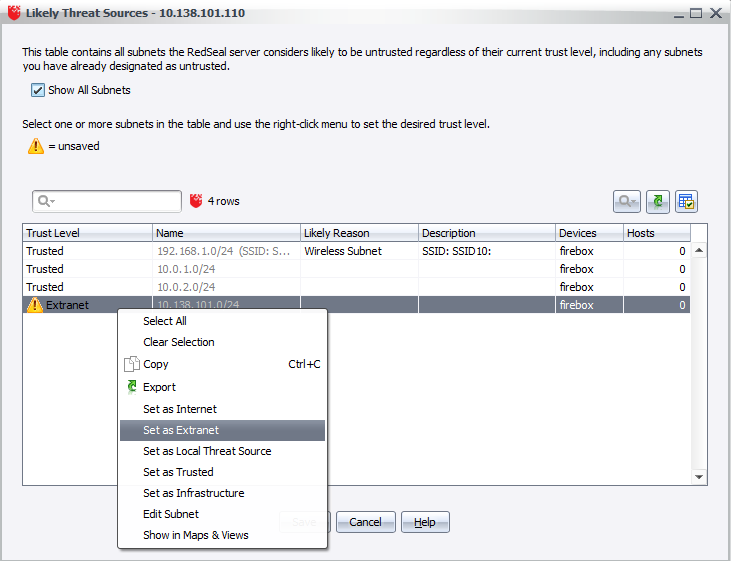 Likely Threat Sources - 10.138.101.110
This table contains all subnets the RedSeal server considers likely to be untrusted regardless of their current trust level, including any subnets
you have already designated as untrusted.
Show All Subnets
Select one or more subnets in the table and use the right-click menu to set the desired trust level.
= unsaved
4 rows
Trust Level Name Likely Reason Description Devices Hosts
Trusted 192.168.1.0/24 (SSID: S... Wireless Subnet SSID: SSID10: firebox 0
Trusted 10.0.1.0/24 firebox 0
Trusted 10.0.2.0/24 firebox 0
Extranet 10.138.101.0/24 firebox 0
Select All
Clear Selection
Copy Ctrl+C
Export
Set as Internet
Set as Extranet
Set as Local Threat Source
Set as Trusted
Set as Infrastructure
Edit Subnet
Show in Maps & Views
Save Cancel Help